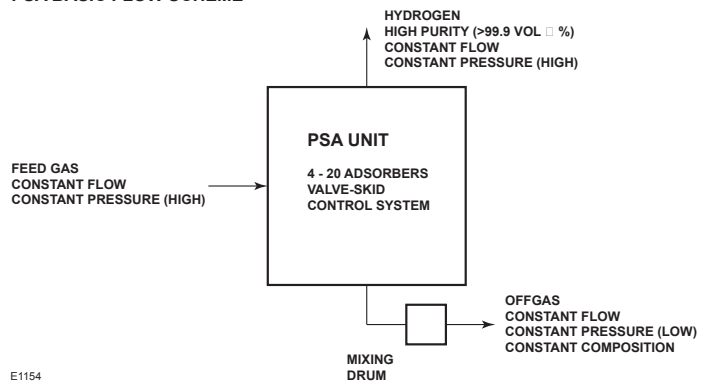 HYDROGEN
HIGH PURITY (>99.9 VOL □ %)
CONSTANT FLOW
CONSTANT PRESSURE (HIGH)
PSA UNIT
4 - 20 ADSORBERS
VALVE-SKID
CONTROL SYSTEM
FEED GAS
CONSTANT FLOW
CONSTANT PRESSURE (HIGH)
OFFGAS
CONSTANT FLOW
CONSTANT PRESSURE (LOW)
CONSTANT COMPOSITION
MIXING
DRUM
E1154